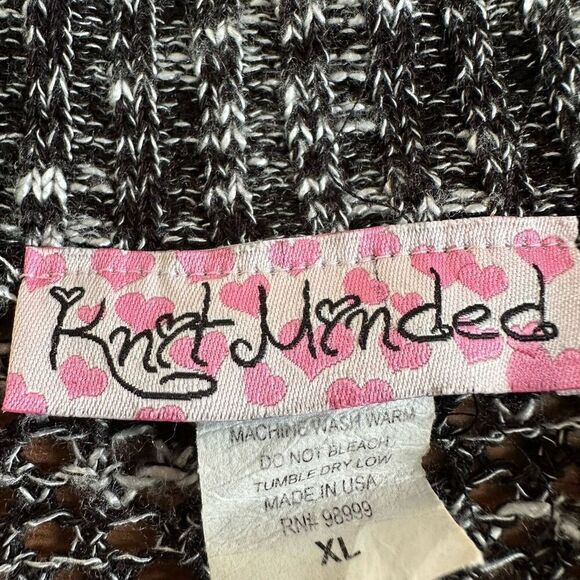 Knit Minded
MACHINE WASH WARM
DO NOT BLEACH
TUMBLE DRY LOW
MADE IN USA
RN# 98999
XL